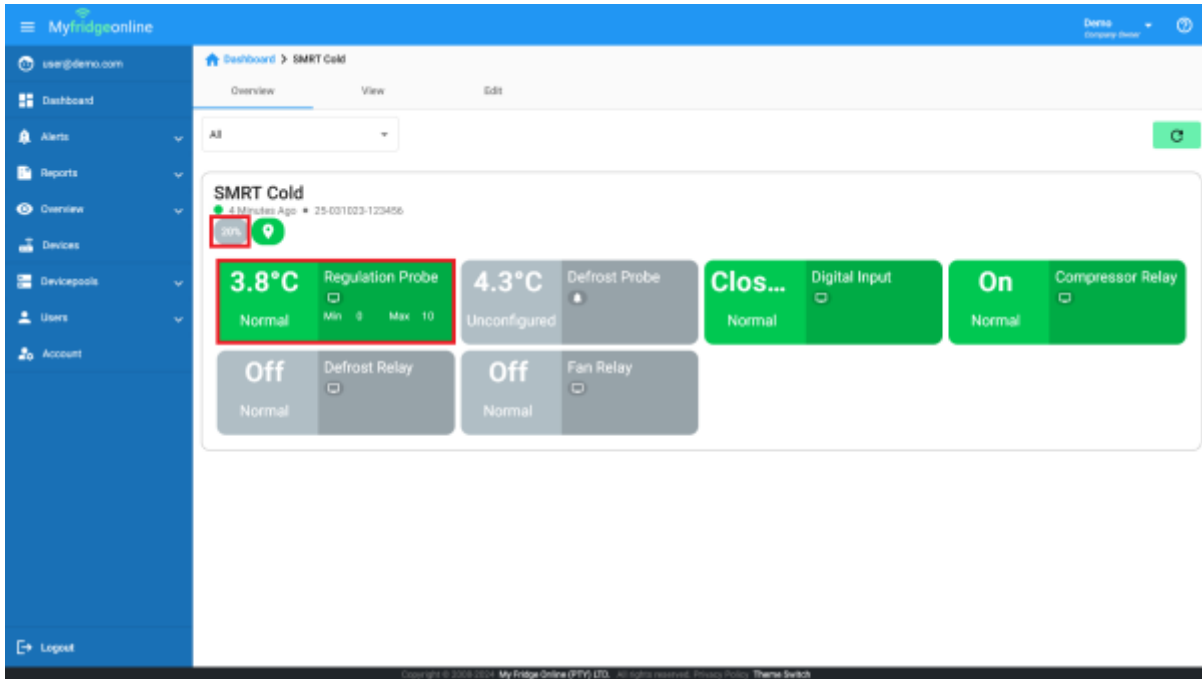 Myfridgeonline
Demo
Company Owner
user@demo.com
Dashboard
Alerts
Reports
Overview
Devices
Devicepools
Users
Account
Logout
Dashboard > SMRT Cold
Overview View Edit
All
SMRT Cold
4 Minutes Ago • 25-031023-123456
20%
3.8°C Regulation Probe
Normal Min 0 Max 10
4.3°C Defrost Probe
Unconfigured
Clos... Digital Input
Normal
On Compressor Relay
Normal
Off Defrost Relay
Normal
Off Fan Relay
Normal
Copyright © 2008-2024 My Fridge Online (PTY) LTD. All rights reserved. Privacy Policy Theme Switch